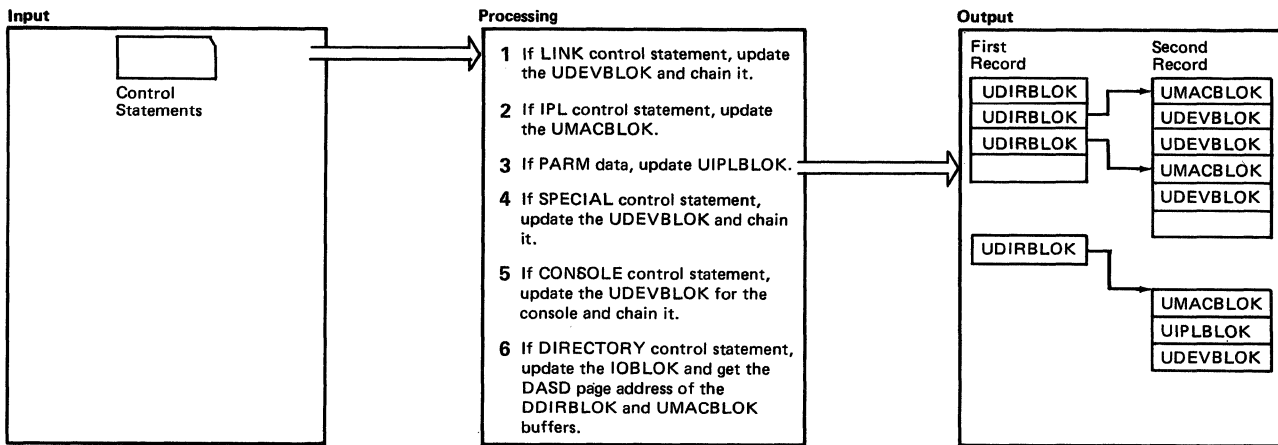 Input
Control
Statements
Processing
1 If LINK control statement, update
the UDEVBLOK and chain it.
2 If IPL control statement, update
the UMACBLOK.
3 If PARM data, update UIPLBLOK.
4 If SPECIAL control statement,
update the UDEVBLOK and chain
it.
5 If CONSOLE control statement,
update the UDEVBLOK for the
console and chain it.
6 If DIRECTORY control statement,
update the IOBLOK and get the
DASD page address of the
DDIRBLOK and UMACBLOK
buffers.
Output
First
Record
UDIRBLOK
UDIRBLOK
UDIRBLOK
UDIRBLOK
Second
Record
UMACBLOK
UDEVBLOK
UDEVBLOK
UMACBLOK
UDEVBLOK
UMACBLOK
UIPLBLOK
UDEVBLOK